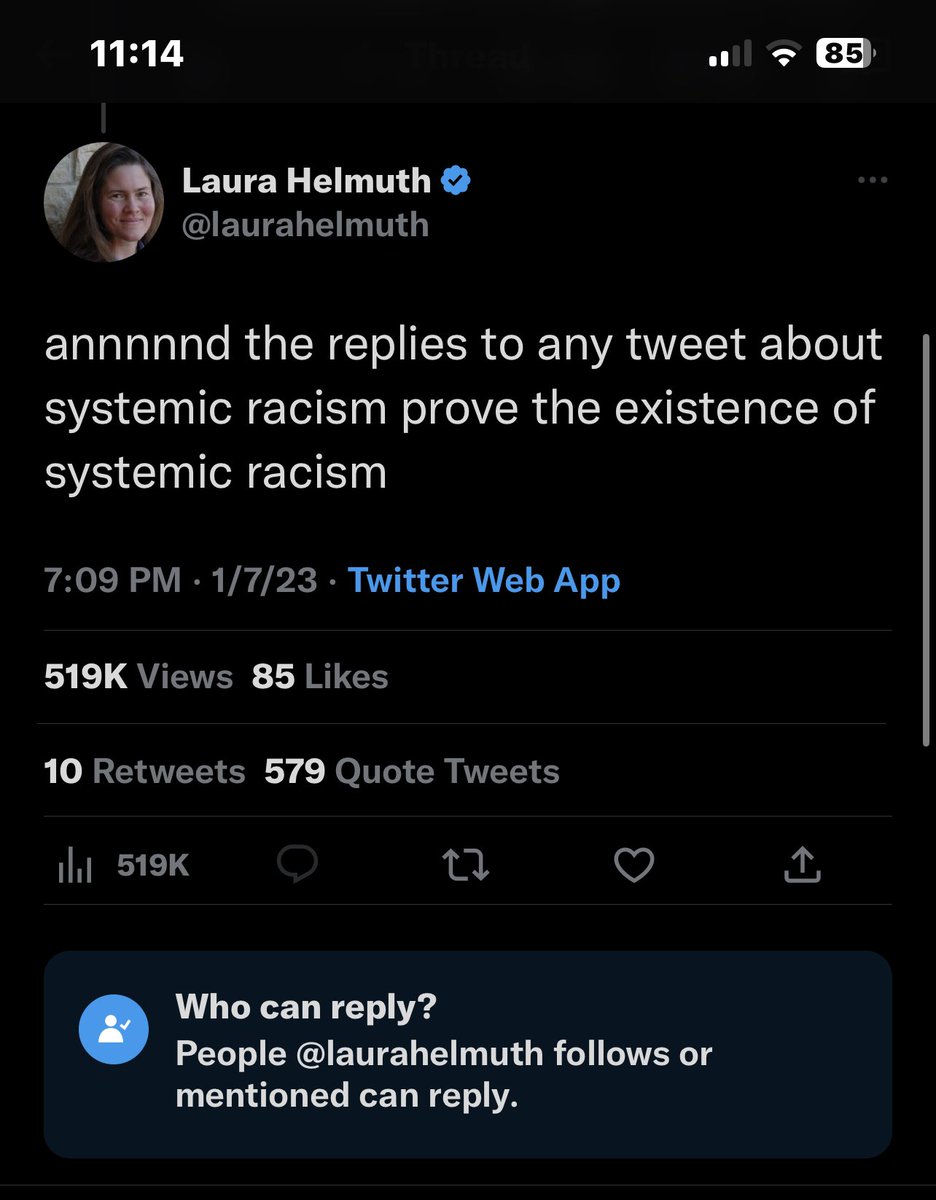 11:14
85
Thread
Laura Helmuth
@laurahelmuth
annnnnd the replies to any tweet about
systemic racism prove the existence of
systemic racism
7:09 PM · 1/7/23 · Twitter Web App
519K Views 85 Likes
10 Retweets 579 Quote Tweets
519K
Who can reply?
People @laurahelmuth follows or
mentioned can reply.